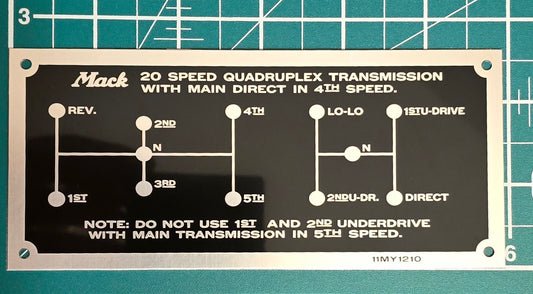 3
Mack 20 SPEED QUADRUPLEX TRANSMISSION
WITH MAIN DIRECT IN 4TH SPEED.
REV. 4TH LO-LO 1STU-DRIVE
2ND
N N
3RD
1ST 5TH 2NDU-DR. DIRECT
NOTE: DO NOT USE 1ST AND 2ND UNDERDRIVE
WITH MAIN TRANSMISSION IN 5TH SPEED.
11MY1210
6